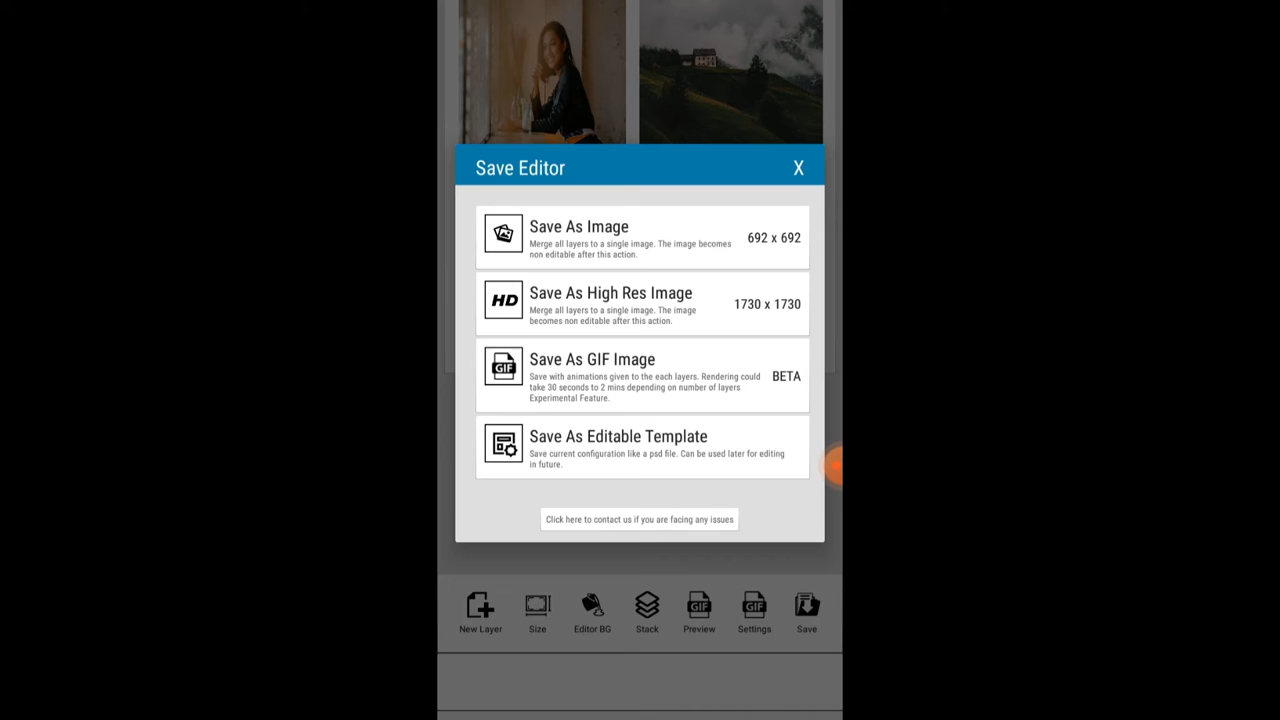 Save Editor
X
Save As Image
Merge all layers to a single image. The image becomes
non editable after this action.
692 x 692
HD
Save As High Res Image
Merge all layers to a single image. The image
becomes non editable after this action.
1730 x 1730
GIF
Save As GIF Image
Save with animations given to the each layers. Rendering could
take 30 seconds to 2 mins depending on number of layers
Experimental Feature.
BETA
Save As Editable Template
Save current configuration like a psd file. Can be used later for editing
in future.
Click here to contact us if you are facing any issues
GIF GIF
New Layer Size Editor BG Stack Preview Settings Save